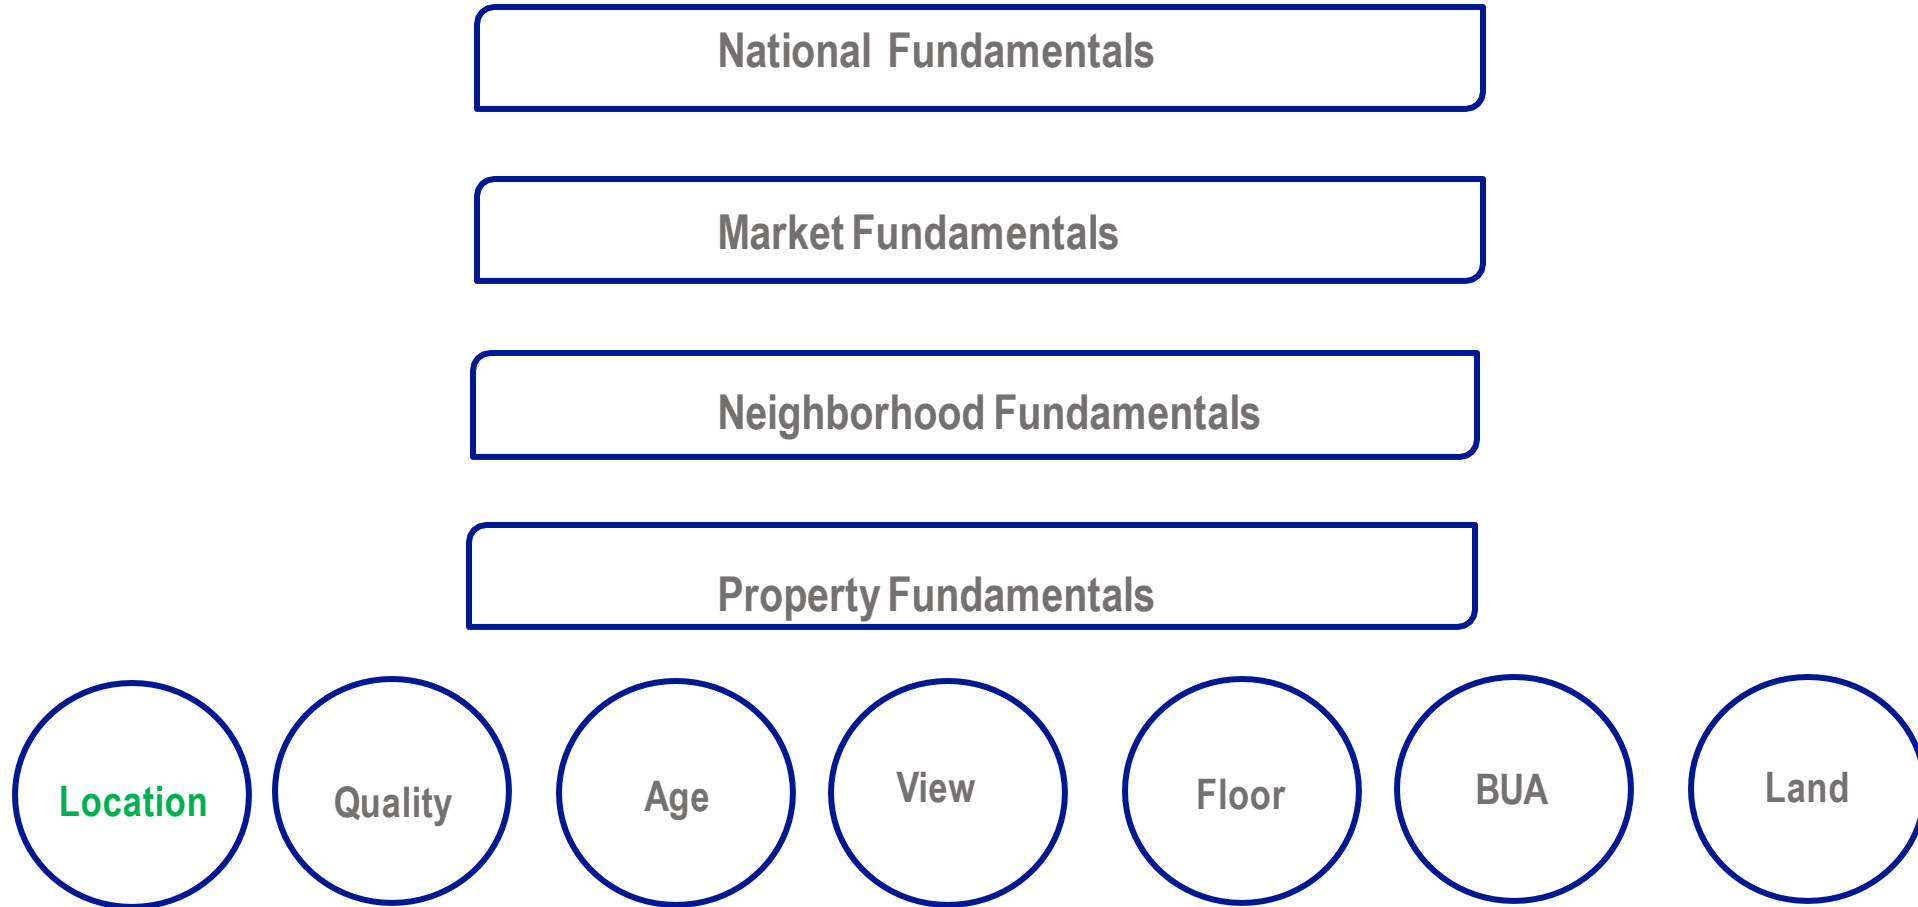 National Fundamentals
Market Fundamentals
Neighborhood Fundamentals
Property Fundamentals
Location
Quality
Age
View
Floor
BUA
Land